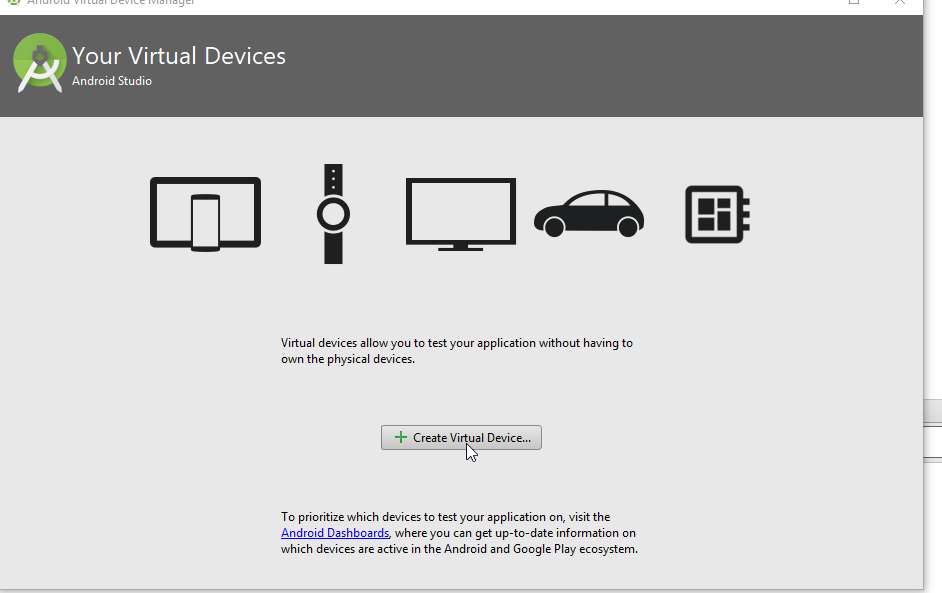 Android Virtual Device Manager
Your Virtual Devices
Android Studio
Virtual devices allow you to test your application without having to
own the physical devices.
Create Virtual Device...
To prioritize which devices to test your application on, visit the
Android Dashboards, where you can get up-to-date information on
which devices are active in the Android and Google Play ecosystem.